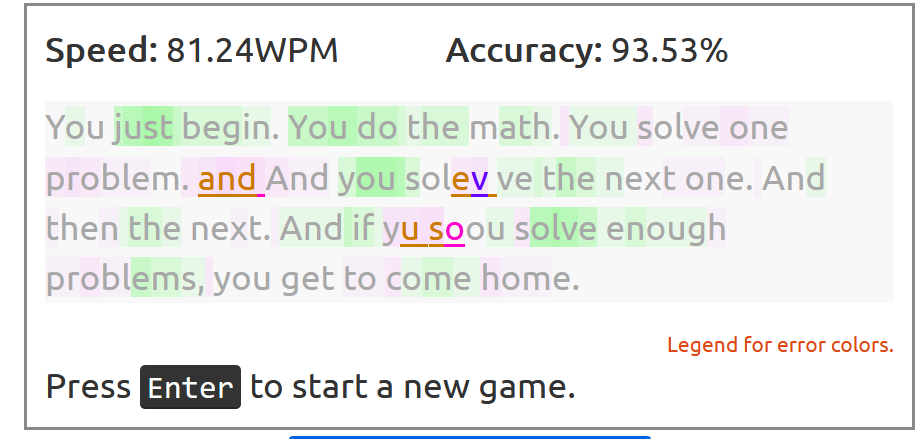 Speed: 81.24WPM Accuracy: 93.53%
You just begin. You do the math. You solve one
problem. and And you solev ve the next one. And
then the next. And if yu soou solve enough
problems, you get to come home.
Legend for error colors.
Press Enter to start a new game.